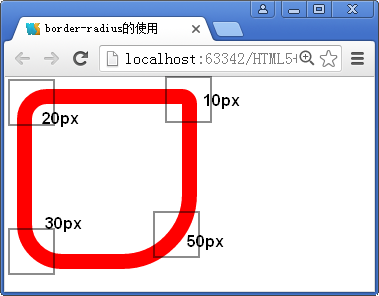 border-radius的使用
localhost:63342/HTML5+
10px
20px
30px
50px